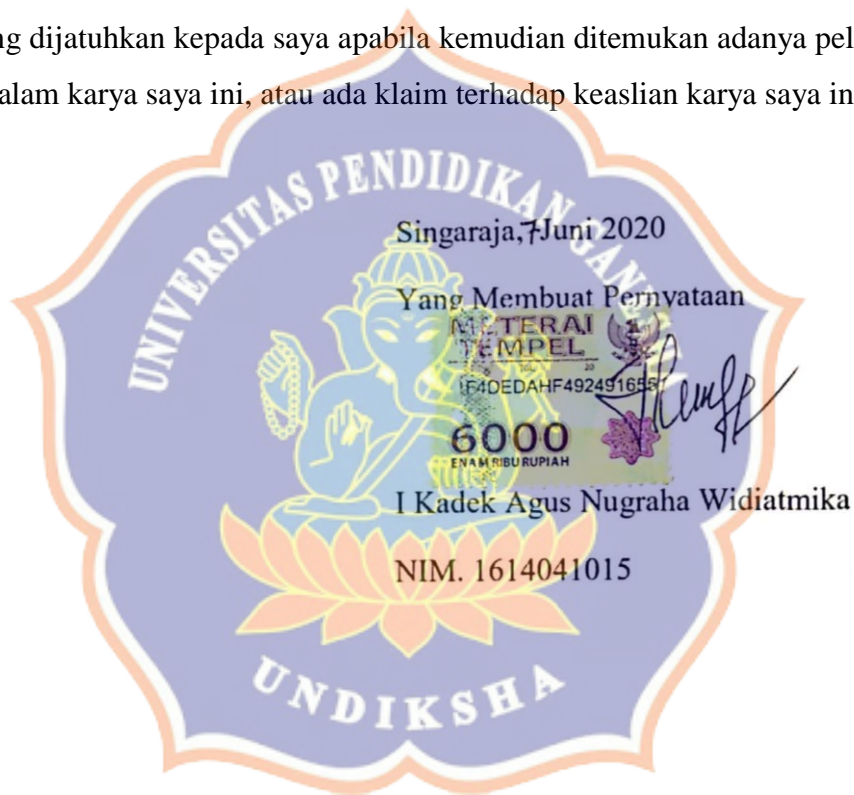 ng dijatuhkan kepada saya apabila kemudian ditemukan adanya pel
alam karya saya ini, atau ada klaim terhadap keaslian karya saya in
UNIVERSITAS PENDIDIKAN GANESHA
Singaraja, 7 Juni 2020
Yang Membuat Pernyataan
METERAI
TEMPEL
20
F4DEDAHF492491655
6000
ENAM RIBU RUPIAH
I Kadek Agus Nugraha Widiatmika
NIM. 1614041015
UNDIKSHA